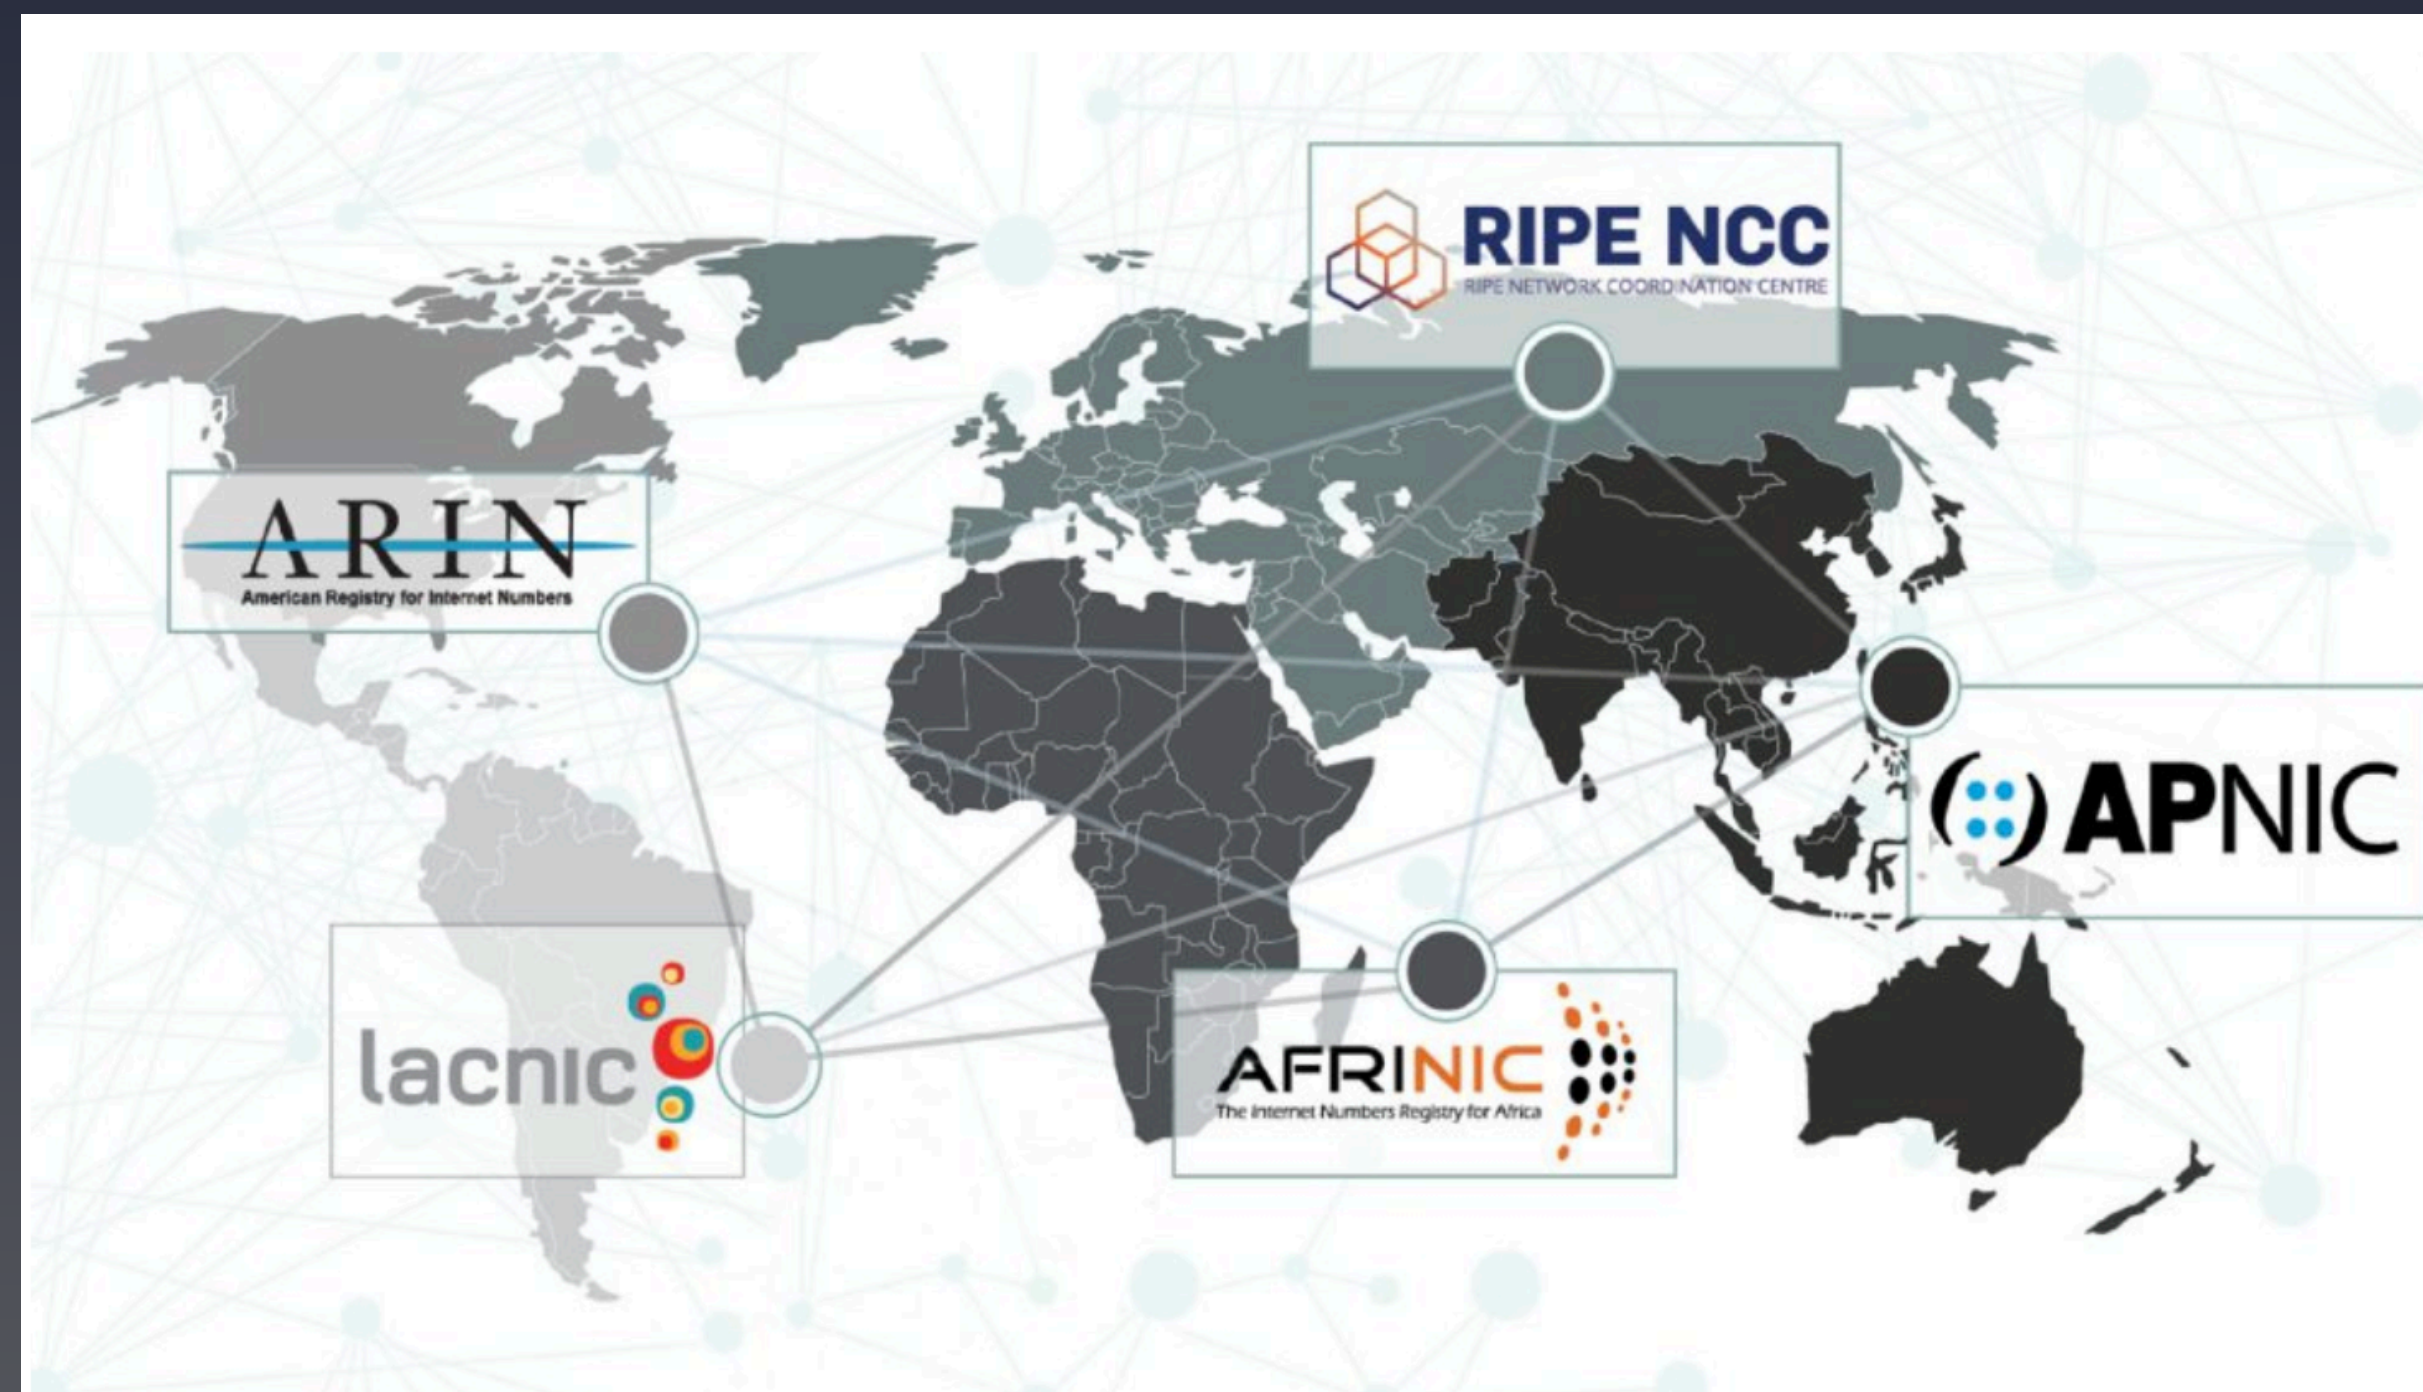 RIPE NCC
RIPE NETWORK COORDINATION CENTRE
ARIN
American Registry for Internet Numbers
APNIC
lacnic
AFRINIC
The Internet Numbers Registry for Africa